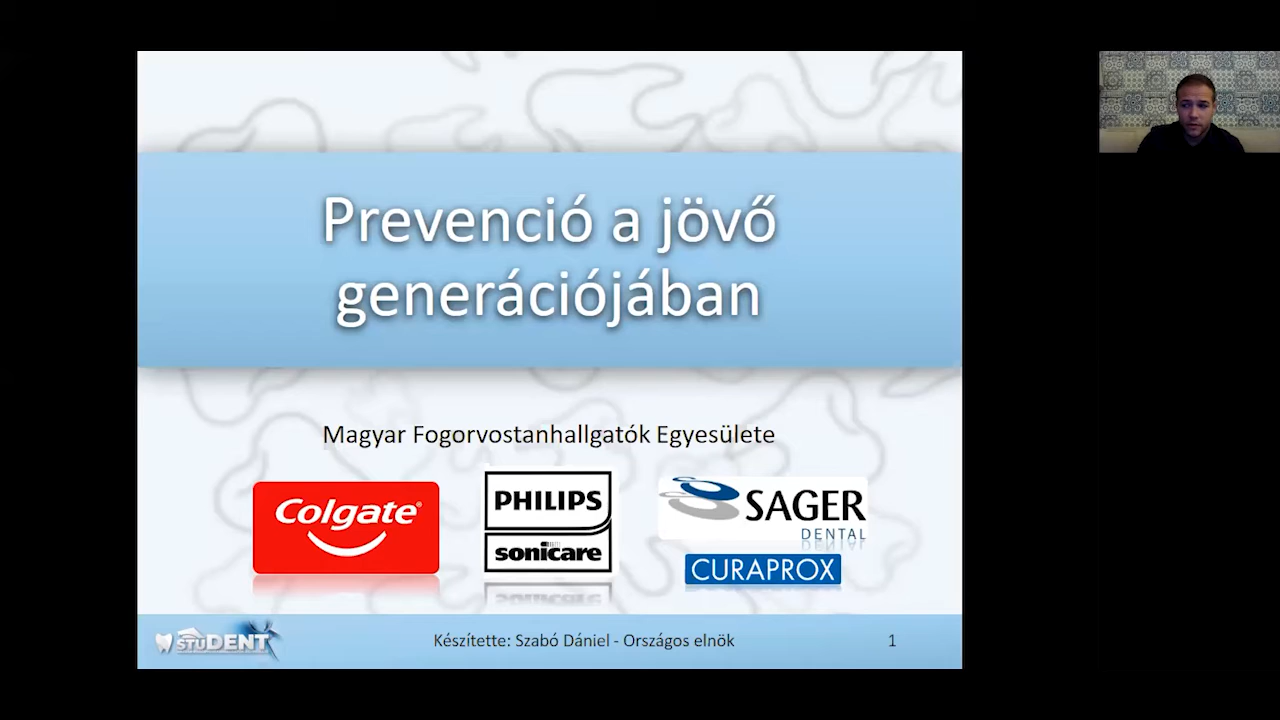 Prevenció a jövő
generációjában
Magyar Fogorvostanhallgatók Egyesülete
Colgate®
PHILIPS
sonicare
SAGER
DENTAL
CURAPROX
STUDENT
Készítette: Szabó Dániel - Országos elnök
1